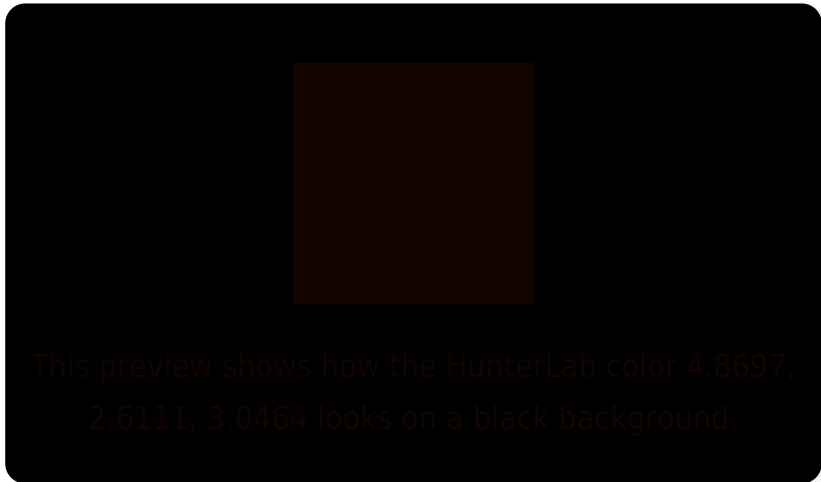 This preview shows how the HunterLab color 4.8697,
2.6111, 3.0464 looks on a black background.